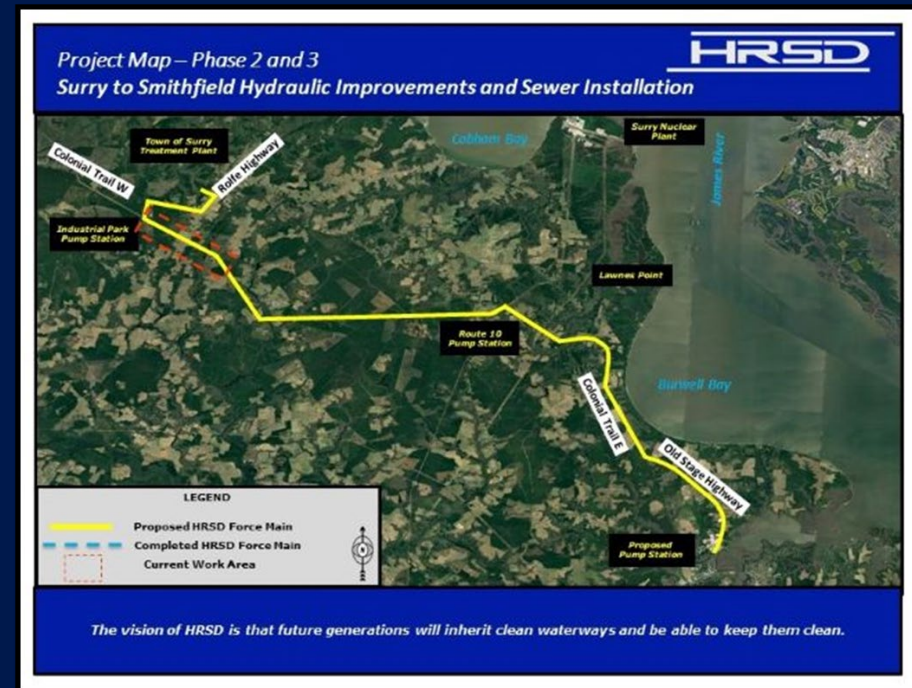 Project Map – Phase 2 and 3
Surry to Smithfield Hydraulic Improvements and Sewer Installation
HRSD
Town of Surry
Treatment Plant
Colonial Trail W
Rolfe Highway
Cobham Bay
Surry Nuclear
Plant
James River
Industrial Park
Pump Station
Lawnes Point
Route 10
Pump Station
Burwell Bay
Colonial Trail E
Old Stage Highway
Proposed
Pump Station
LEGEND
Proposed HRSD Force Main
Completed HRSD Force Main
Current Work Area
The vision of HRSD is that future generations will inherit clean waterways and be able to keep them clean.